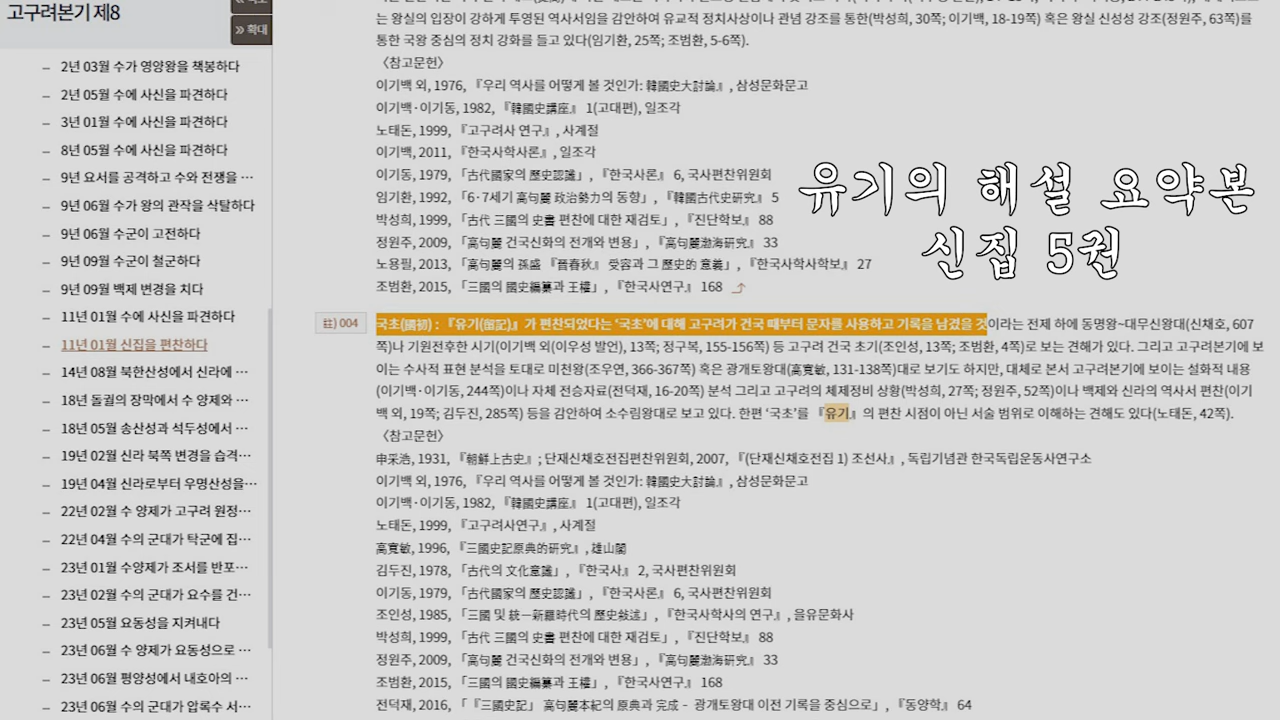 고구려본기 제8
» 확대
– 2년 03월 수가 영양왕을 책봉하다
– 2년 05월 수에 사신을 파견하다
– 3년 01월 수에 사신을 파견하다
– 8년 05월 수에 사신을 파견하다
– 9년 요서를 공격하고 수와 전쟁을 ···
– 9년 06월 수가 왕의 관작을 삭탈하다
– 9년 06월 수군이 고전하다
– 9년 09월 수군이 철군하다
– 9년 09월 백제 변경을 치다
– 11년 01월 수에 사신을 파견하다
– 11년 01월 신집을 편찬하다
– 14년 08월 북한산성에서 신라에 ···
– 18년 돌궐의 장막에서 수 양제와 ···
– 18년 05월 송산성과 석두성에서 ···
– 19년 02월 신라 북쪽 변경을 습격···
– 19년 04월 신라로부터 우명산성을···
– 22년 02월 수 양제가 고구려 원정···
– 22년 04월 수의 군대가 탁군에 집···
– 23년 01월 수양제가 조서를 반포···
– 23년 02월 수의 군대가 요수를 건···
– 23년 05월 요동성을 지켜내다
– 23년 06월 수 양제가 요동성으로 ···
– 23년 06월 평양성에서 내호아의 ···
– 23년 06월 수의 군대가 압록수 서···
는 왕실의 입장이 강하게 투영된 역사서임을 감안하여 유교적 정치사상이나 관념 강조를 통한(박성희, 30쪽; 이기백, 18-19쪽) 혹은 왕실 신성성 강조(정원주, 63쪽)를
통한 국왕 중심의 정치 강화를 들고 있다(임기환, 25쪽; 조범환, 5-6쪽).
〈참고문헌〉
이기백 외, 1976, 『우리 역사를 어떻게 볼 것인가: 韓國史大討論』, 삼성문화문고
이기백·이기동, 1982, 『韓國史講座』 1(고대편), 일조각
노태돈, 1999, 『고구려사 연구』, 사계절
이기백, 2011, 『한국사학사론』, 일조각
이기동, 1979, 「古代國家의 歷史認識」, 『한국사론』 6, 국사편찬위원회
임기환, 1992, 「6·7세기 高句麗 政治勢力의 동향」, 『韓國古代史研究』 5
박성희, 1999, 「古代 三國의 史書 편찬에 대한 재검토」, 『진단학보』 88
정원주, 2009, 「高句麗 건국신화의 전개와 변용」, 『高句麗渤海研究』 33
노용필, 2013, 「高句麗의 孫盛 『晉春秋』 受容과 그 歷史的 意義」, 『한국사학사학보』 27
조범환, 2015, 「三國의 國史編纂과 王權」, 『한국사연구』 168
유기의 해설 요약본
신집 5권
註) 004
국초(國初) : 『유기(留記)』가 편찬되었다는 ‘국초’에 대해 고구려가 건국 때부터 문자를 사용하고 기록을 남겼을 것이라는 전제 하에 동명왕~대무신왕대(신채호, 607
쪽)나 기원전후한 시기(이기백 외(이우성 발언), 13쪽; 정구복, 155-156쪽) 등 고구려 건국 초기(조인성, 13쪽; 조범환, 4쪽)로 보는 견해가 있다. 그리고 고구려본기에 보
이는 수사적 표현 분석을 토대로 미천왕(조우연, 366-367쪽) 혹은 광개토왕대(高寬敏, 131-138쪽)대로 보기도 하지만, 대체로 본서 고구려본기에 보이는 설화적 내용
(이기백·이기동, 244쪽)이나 자체 전승자료(전덕재, 16-20쪽) 분석 그리고 고구려의 체제정비 상황(박성희, 27쪽; 정원주, 52쪽)이나 백제와 신라의 역사서 편찬(이기
백 외, 19쪽; 김두진, 285쪽) 등을 감안하여 소수림왕대로 보고 있다. 한편 ‘국초’를 『유기』의 편찬 시점이 아닌 서술 범위로 이해하는 견해도 있다(노태돈, 42쪽).
〈참고문헌〉
申采浩, 1931, 『朝鮮上古史』; 단재신채호전집편찬위원회, 2007, 『(단재신채호전집 1) 조선사』, 독립기념관 한국독립운동사연구소
이기백 외, 1976, 『우리 역사를 어떻게 볼 것인가: 韓國史大討論』, 삼성문화문고
이기백·이기동, 1982, 『韓國史講座』 1(고대편), 일조각
노태돈, 1999, 『고구려사연구』, 사계절
高寬敏, 1996, 『三國史記原典的研究』, 雄山閣
김두진, 1978, 「古代의 文化意識」, 『한국사』 2, 국사편찬위원회
이기동, 1979, 「古代國家의 歷史認識」, 『한국사론』 6, 국사편찬위원회
조인성, 1985, 「三國 및 統一新羅時代의 歷史敍述」, 『한국사학사의 연구』, 을유문화사
박성희, 1999, 「古代 三國의 史書 편찬에 대한 재검토」, 『진단학보』 88
정원주, 2009, 「高句麗 건국신화의 전개와 변용」, 『高句麗渤海研究』 33
조범환, 2015, 「三國의 國史編纂과 王權」, 『한국사연구』 168
전덕재, 2016, 「『三國史記』 高句麗本紀의 原典과 完成 - 광개토왕대 이전 기록을 중심으로」, 『동양학』 64